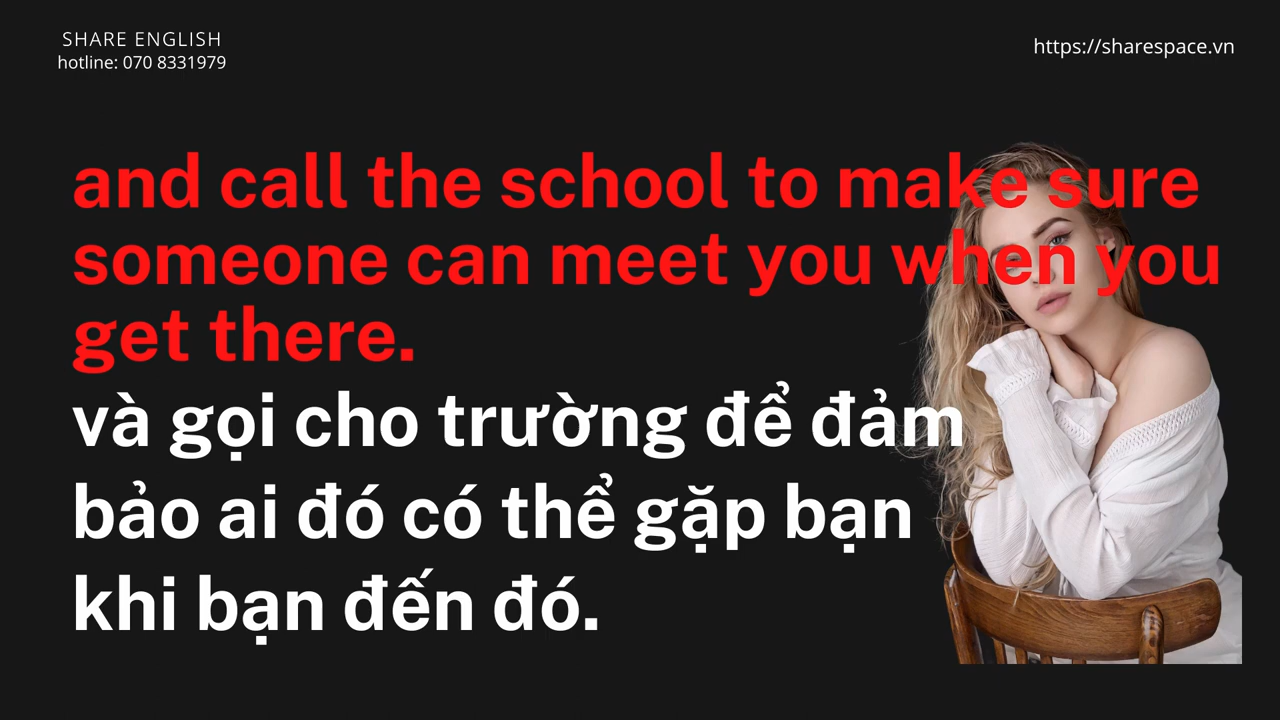 SHARE ENGLISH
hotline: 070 8331979
https://sharespace.vn
and call the school to make sure
someone can meet you when you
get there.
và gọi cho trường để đảm
bảo ai đó có thể gặp bạn
khi bạn đến đó.